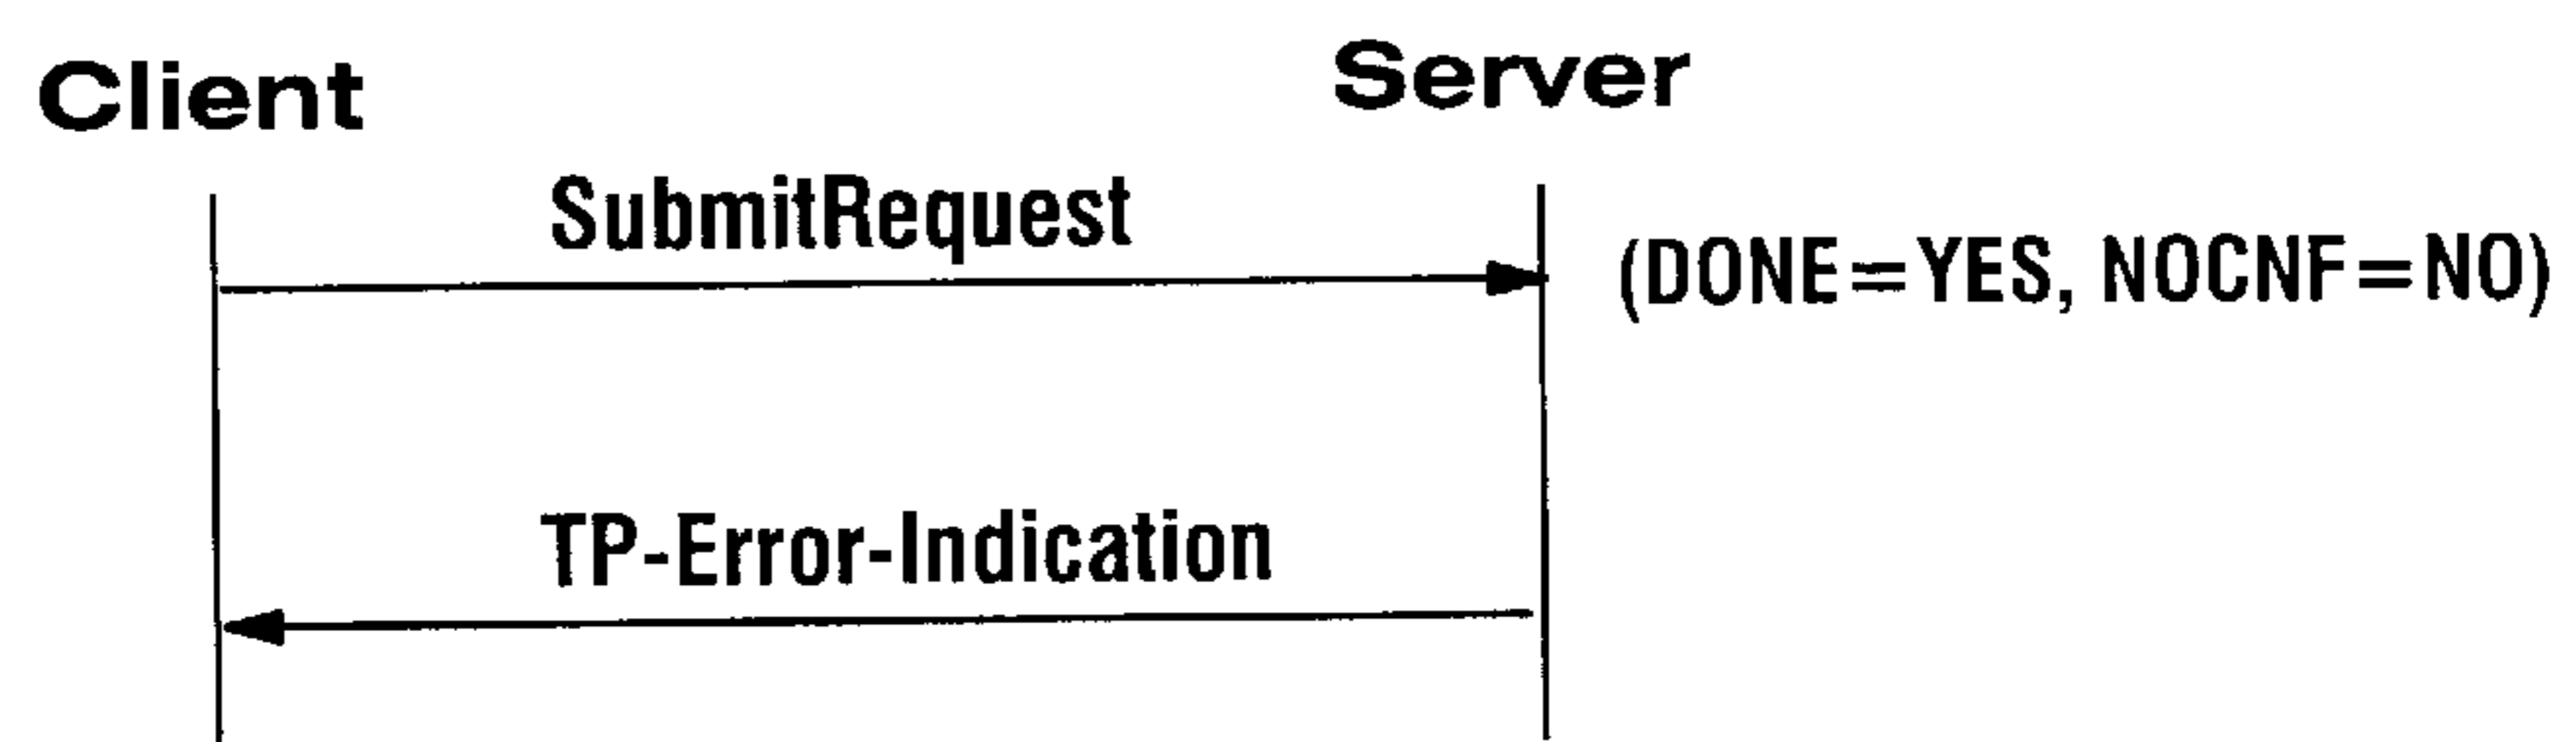 Client
Server
SubmitRequest
(DONE=YES, NOCNF=NO)
TP-Error-Indication